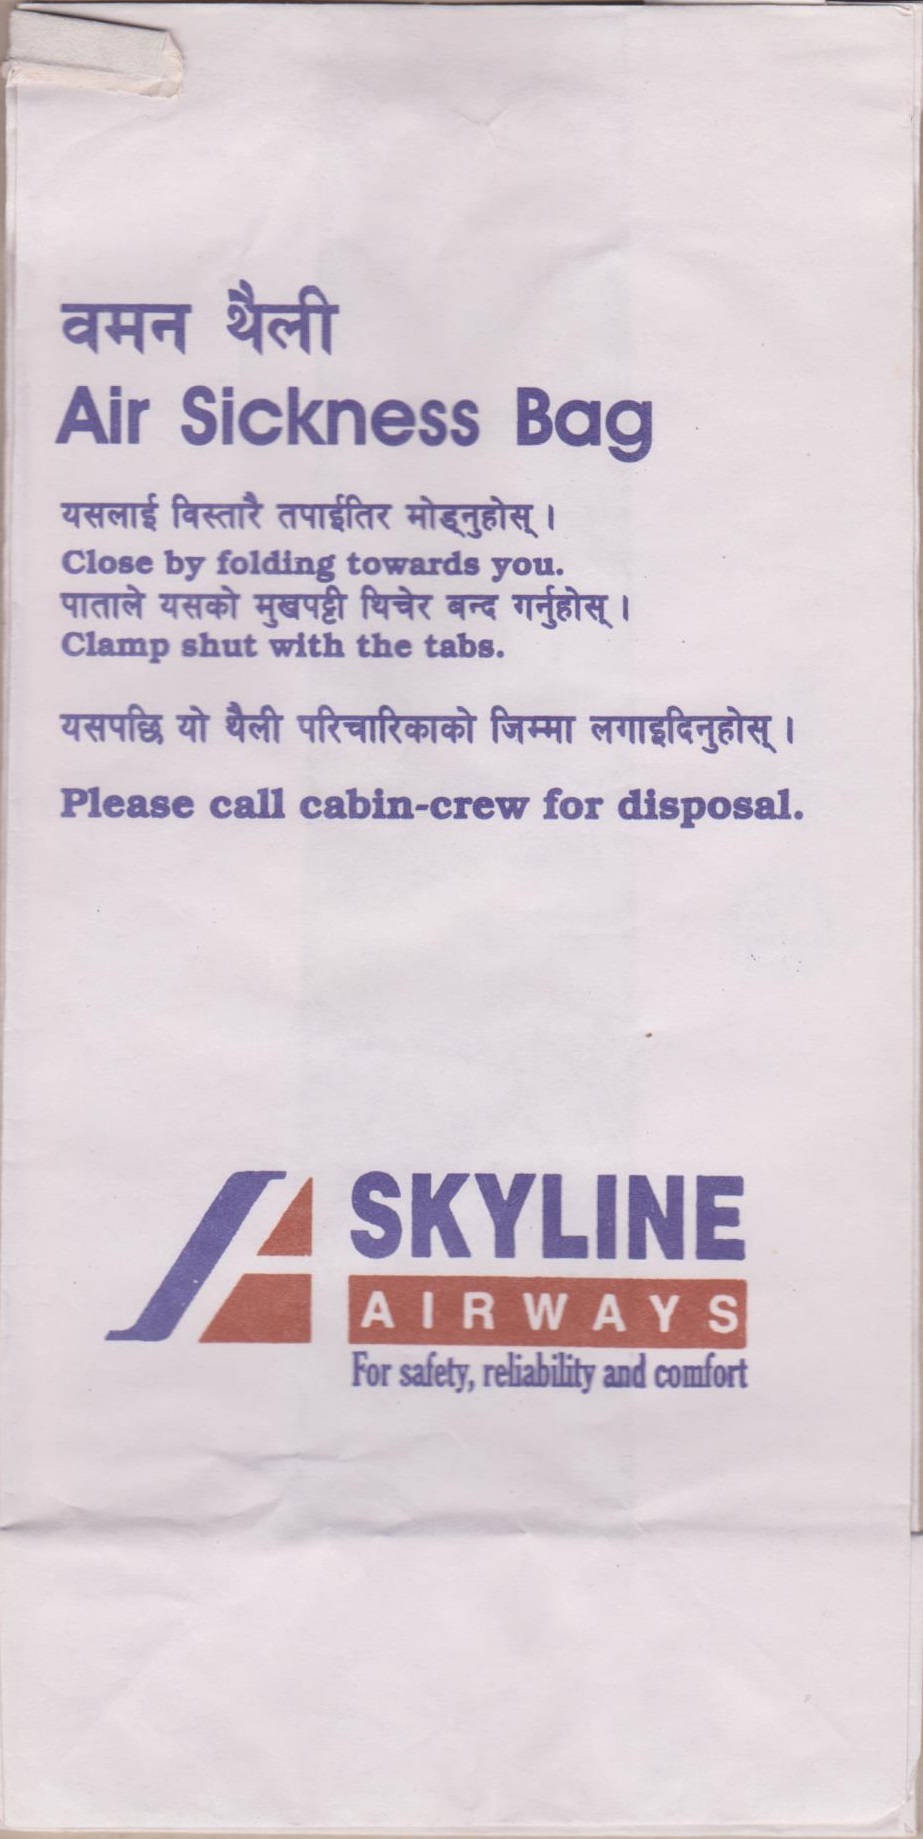 वमन थैली
Air Sickness Bag
यसलाई विस्तारै तपाईतिर मोड्नुहोस् ।
Close by folding towards you.
पाताले यसको मुखपट्टी थिचेर बन्द गर्नुहोस् ।
Clamp shut with the tabs.
यसपछि यो थैली परिचारिकाको जिम्मा लगाइदिनुहोस् ।
Please call cabin-crew for disposal.
SKYLINE
AIRWAYS
For safety, reliability and comfort